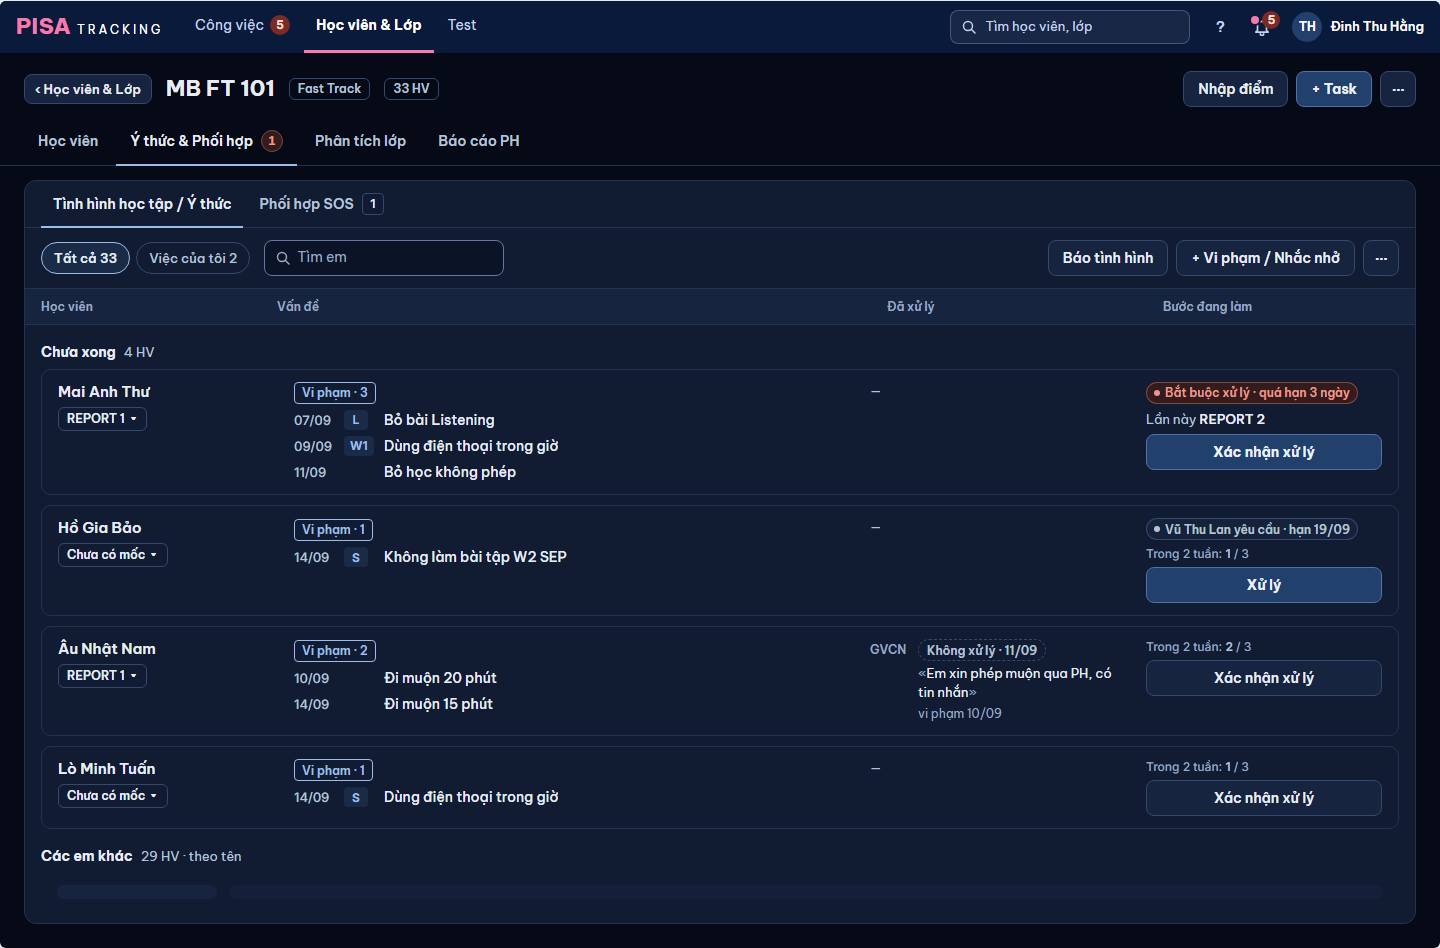 PISA TRACKING Công việc 5 Học viên & Lớp Test Tìm học viên, lớp ? 5 TH Đinh Thu Hằng
‹ Học viên & Lớp MB FT 101 Fast Track 33 HV Nhập điểm + Task ...
Học viên Ý thức & Phối hợp 1 Phân tích lớp Báo cáo PH
Tình hình học tập / Ý thức Phối hợp SOS 1
Tất cả 33 Việc của tôi 2 Tìm em Báo tình hình + Vi phạm / Nhắc nhở ...
Học viên Vấn đề Đã xử lý Bước đang làm
Chưa xong 4 HV
Mai Anh Thư Vi phạm · 3 — Bắt buộc xử lý · quá hạn 3 ngày
REPORT 1 07/09 L Bỏ bài Listening Lần này REPORT 2
09/09 W1 Dùng điện thoại trong giờ Xác nhận xử lý
11/09 Bỏ học không phép
Hồ Gia Bảo Vi phạm · 1 — Vũ Thu Lan yêu cầu · hạn 19/09
Chưa có mốc 14/09 S Không làm bài tập W2 SEP Trong 2 tuần: 1 / 3
Xử lý
Âu Nhật Nam Vi phạm · 2 GVCN Không xử lý · 11/09 Trong 2 tuần: 2 / 3
REPORT 1 10/09 Đi muộn 20 phút «Em xin phép muộn qua PH, có Xác nhận xử lý
14/09 Đi muộn 15 phút tin nhắn»
vi phạm 10/09
Lò Minh Tuấn Vi phạm · 1 — Trong 2 tuần: 1 / 3
Chưa có mốc 14/09 S Dùng điện thoại trong giờ Xác nhận xử lý
Các em khác 29 HV · theo tên